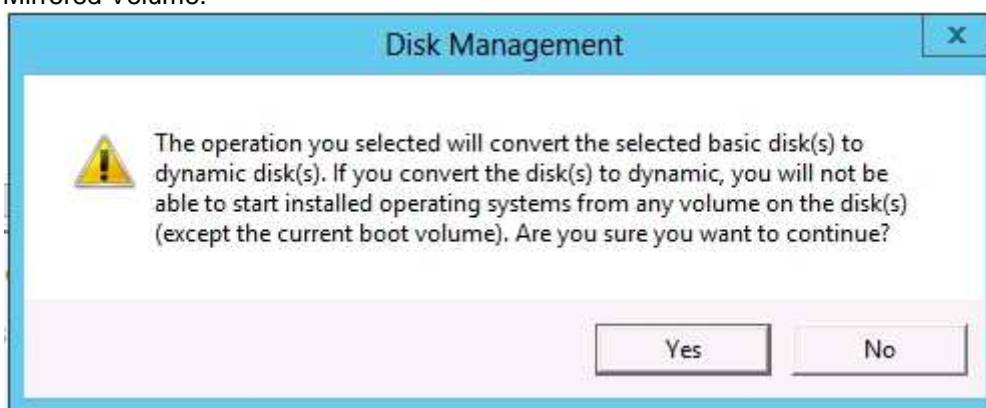 Mirrored Volume.
Disk Management
x
The operation you selected will convert the selected basic disk(s) to
dynamic disk(s). If you convert the disk(s) to dynamic, you will not be
able to start installed operating systems from any volume on the disk(s)
(except the current boot volume). Are you sure you want to continue?
Yes No